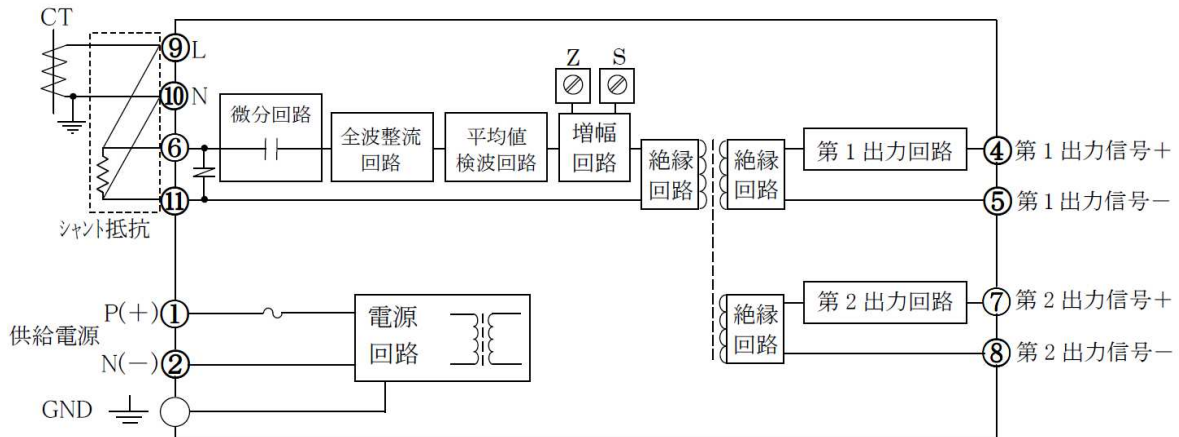 CT
⑨ L
⑩ N
⑥
⑪
シャント抵抗
微分回路
全波整流
回路
平均値
検波回路
Z
S
増幅
回路
絶縁
回路
絶縁
回路
第1出力回路
④ 第1出力信号+
⑤ 第1出力信号-
絶縁
回路
第2出力回路
⑦ 第2出力信号+
⑧ 第2出力信号-
供給電源
P(+) ①
N(-) ②
GND
電源
回路